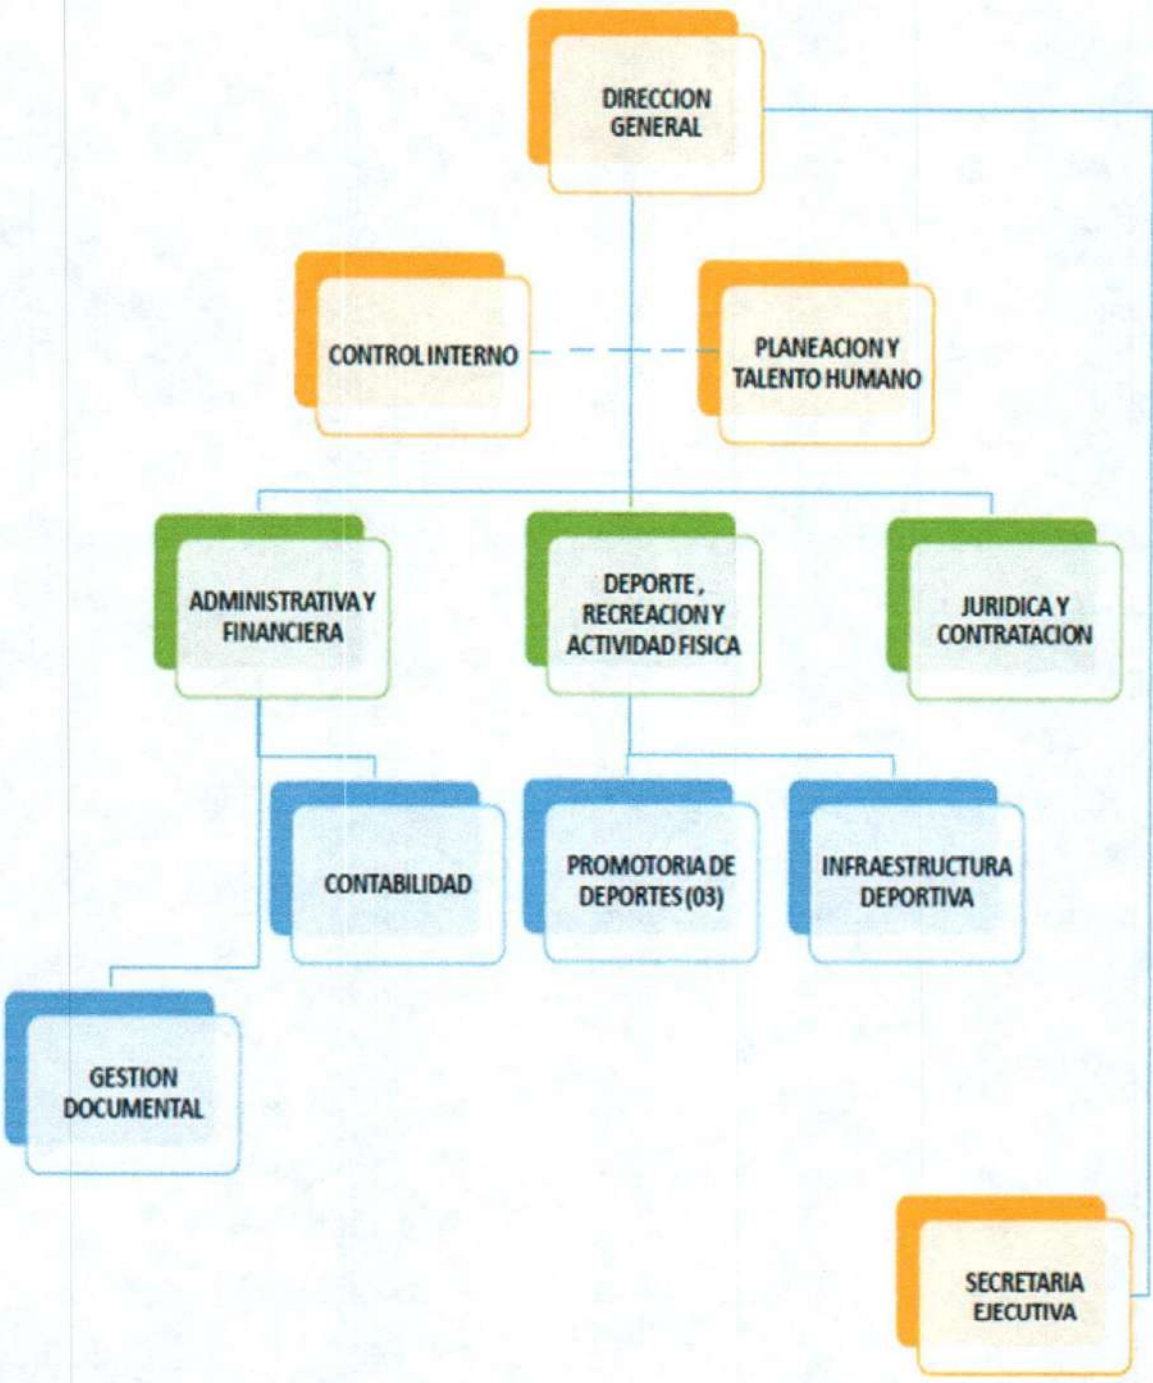 DIRECCION
GENERAL
CONTROL INTERNO
PLANEACION Y
TALENTO HUMANO
ADMINISTRATIVA Y
FINANCIERA
DEPORTE ,
RECREACION Y
ACTIVIDAD FISICA
JURIDICA Y
CONTRATACION
CONTABILIDAD
PROMOTORIA DE
DEPORTES (03)
INFRAESTRUCTURA
DEPORTIVA
GESTION
DOCUMENTAL
SECRETARIA
EJECUTIVA